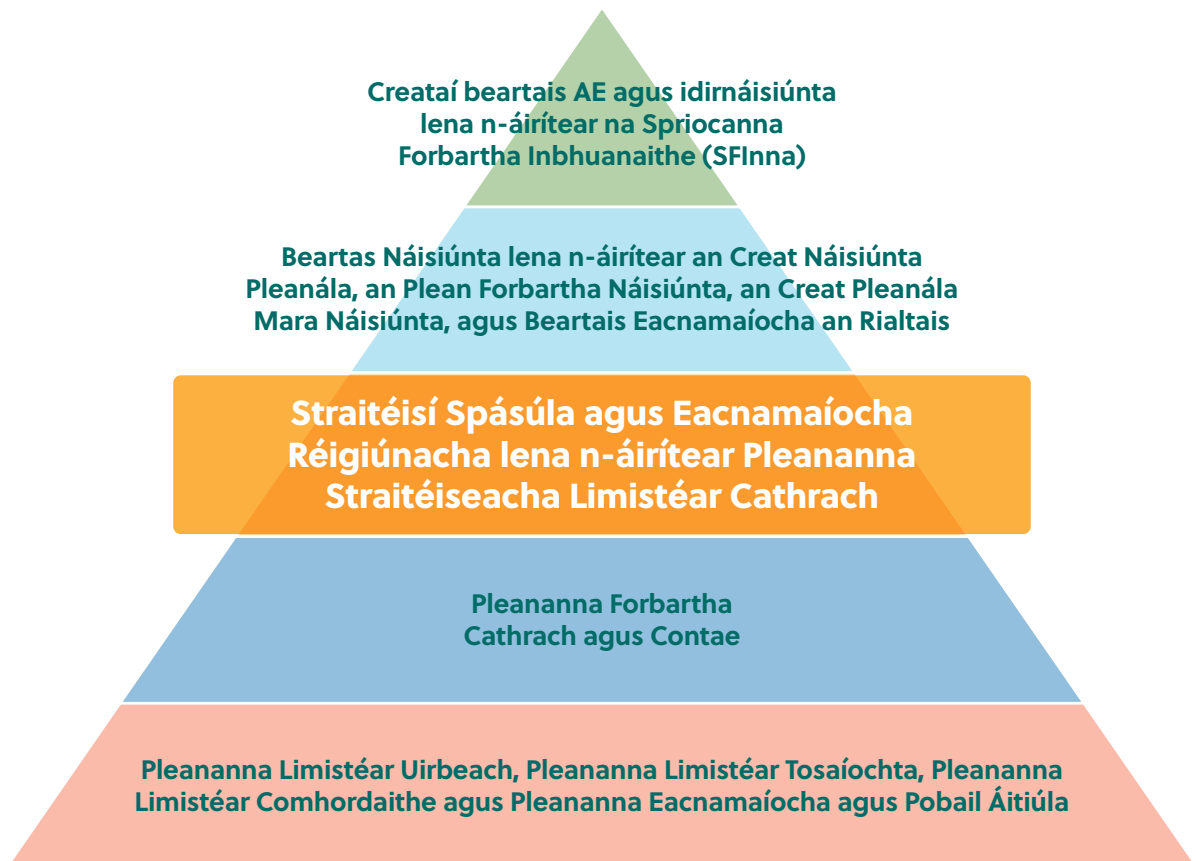 Creataí beartais AE agus idirnáisiúnta
lena n-áirítear na Spriocanna
Forbartha Inbhuanaithe (SFInna)
Beartas Náisiúnta lena n-áirítear an Creat Náisiúnta
Pleanála, an Plean Forbartha Náisiúnta, an Creat Pleanála
Mara Náisiúnta, agus Beartais Eacnamaíocha an Rialtais
Straitéisí Spásúla agus Eacnamaíocha
Réigiúnacha lena n-áirítear Pleananna
Straitéiseacha Limistéar Cathrach
Pleananna Forbartha
Cathrach agus Contae
Pleananna Limistéar Uirbeach, Pleananna Limistéar Tosaíochta, Pleananna
Limistéar Comhordaithe agus Pleananna Eacnamaíocha agus Pobail Áitiúla